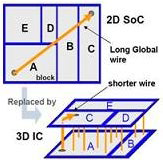 2D SoC
E D
B C
Long Global
wire
A
block
shorter wire
Replaced by
E
C D
3D IC
A B